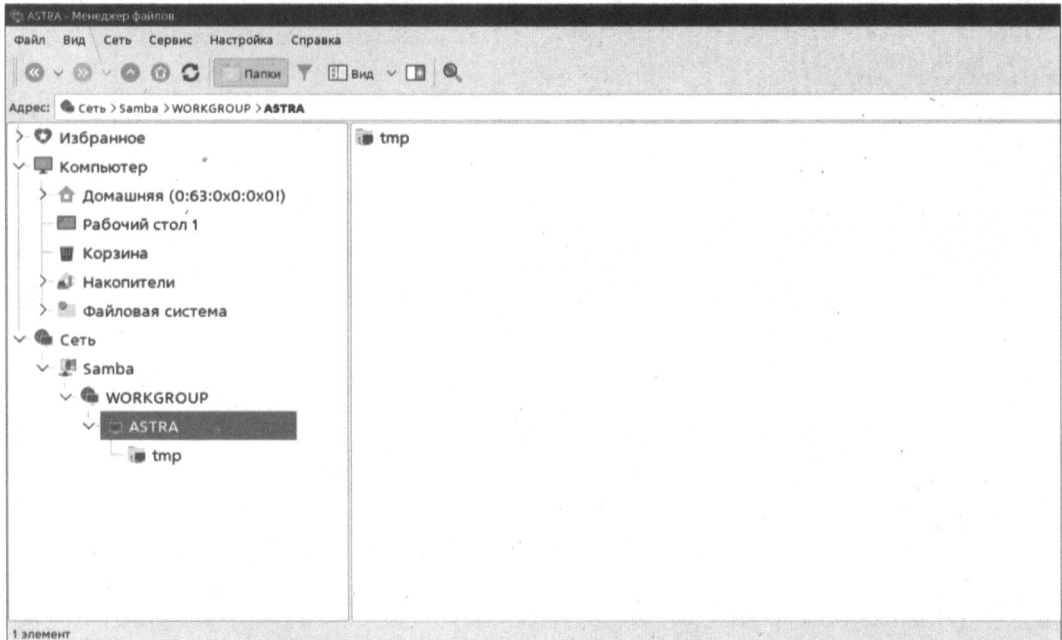 ASTRA - Менеджер файлов
Файл Вид Сеть Сервис Настройка Справка
Папки Вид
Адрес: Сеть > Samba > WORKGROUP > ASTRA
Избранное
Компьютер
Домашняя (0:63:0x0:0x0!)
Рабочий стол 1
Корзина
Накопители
Файловая система
Сеть
Samba
WORKGROUP
ASTRA
tmp
tmp
1 элемент